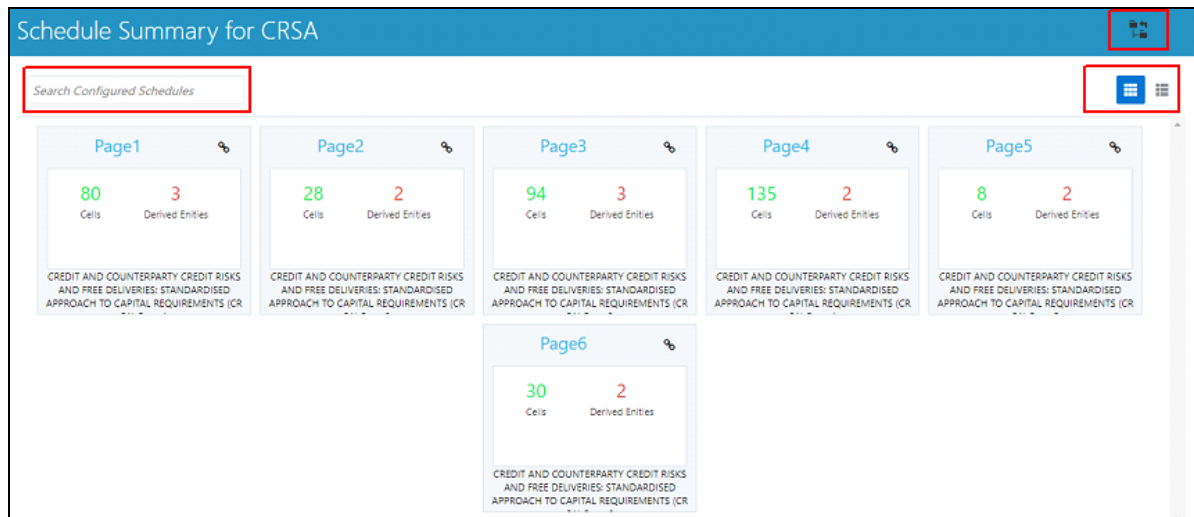 Schedule Summary for CRSA
Search Configured Schedules
Page1
80 3
Cells Derived Enities
CREDIT AND COUNTERPARTY CREDIT RISKS
AND FREE DELIVERIES: STANDARDISED
APPROACH TO CAPITAL REQUIREMENTS (CR
Page2
28 2
Cells Derived Enities
CREDIT AND COUNTERPARTY CREDIT RISKS
AND FREE DELIVERIES: STANDARDISED
APPROACH TO CAPITAL REQUIREMENTS (CR
Page3
94 3
Cells Derived Enities
CREDIT AND COUNTERPARTY CREDIT RISKS
AND FREE DELIVERIES: STANDARDISED
APPROACH TO CAPITAL REQUIREMENTS (CR
Page4
135 2
Cells Derived Enities
CREDIT AND COUNTERPARTY CREDIT RISKS
AND FREE DELIVERIES: STANDARDISED
APPROACH TO CAPITAL REQUIREMENTS (CR
Page5
8 2
Cells Derived Enities
CREDIT AND COUNTERPARTY CREDIT RISKS
AND FREE DELIVERIES: STANDARDISED
APPROACH TO CAPITAL REQUIREMENTS (CR
Page6
30 2
Cells Derived Enities
CREDIT AND COUNTERPARTY CREDIT RISKS
AND FREE DELIVERIES: STANDARDISED
APPROACH TO CAPITAL REQUIREMENTS (CR